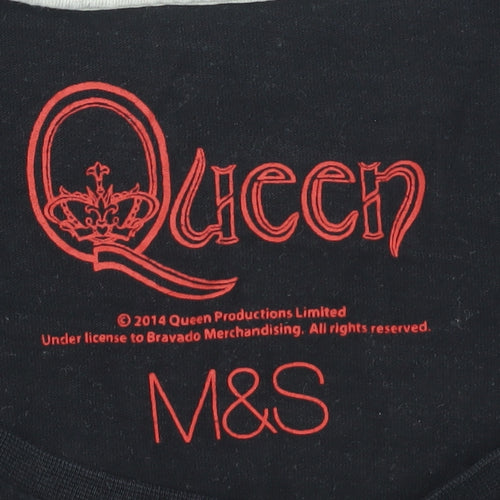 Queen
© 2014 Queen Productions Limited
Under license to Bravado Merchandising. All rights reserved.
M&S